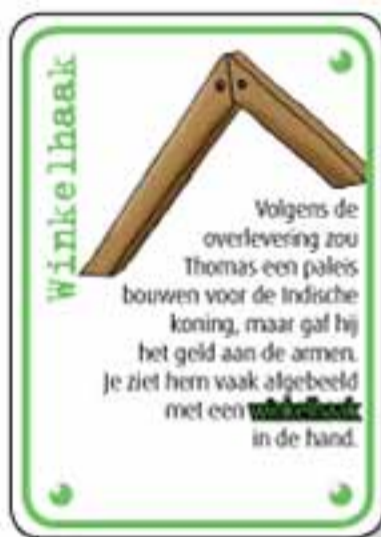 Winkelhaak
Volgens de
overlevering zou
Thomas een paleis
bouwen voor de Indische
koning, maar gaf hij
het geld aan de armen.
Je ziet hem vaak afgebeeld
met een winkelhaak
in de hand.